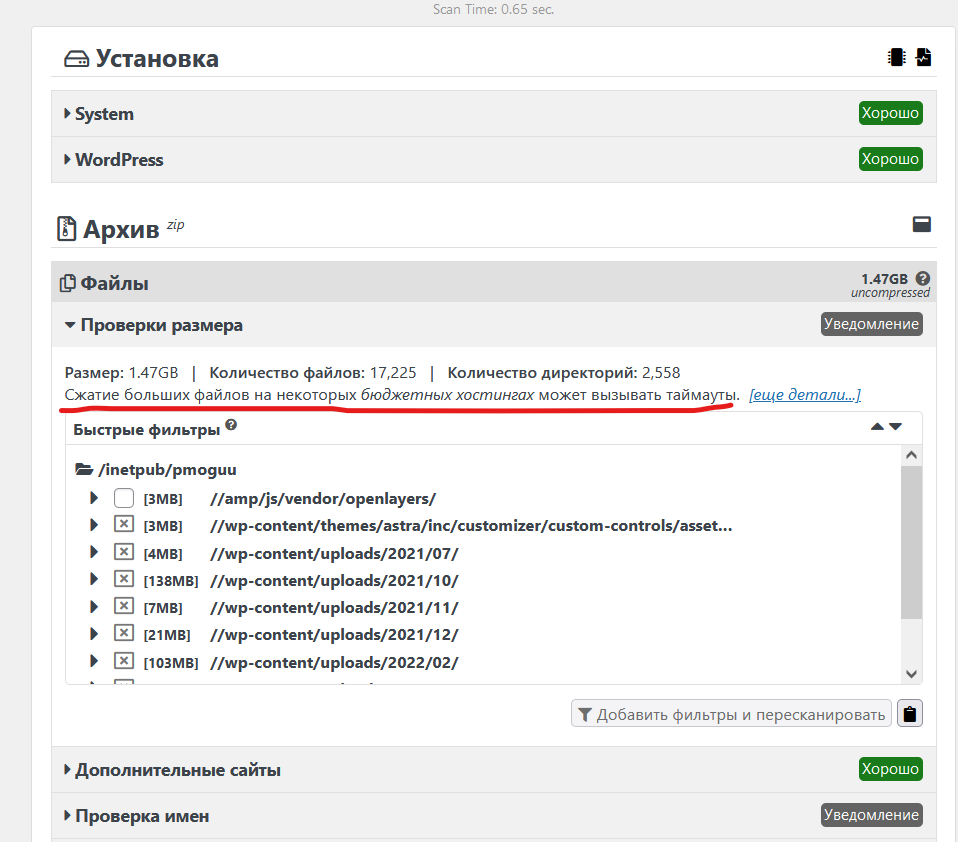 Scan Time: 0.65 sec.
Установка
System Хорошо
WordPress Хорошо
Архив zip
Файлы 1.47GB
uncompressed
Проверки размера Уведомление
Размер: 1.47GB | Количество файлов: 17,225 | Количество директорий: 2,558
Сжатие больших файлов на некоторых бюджетных хостингах может вызывать таймауты. [еще детали...]
Быстрые фильтры
/inetpub/pmoguu
[3MB] //amp/js/vendor/openlayers/
[3MB] //wp-content/themes/astra/inc/customizer/custom-controls/asset...
[4MB] //wp-content/uploads/2021/07/
[138MB] //wp-content/uploads/2021/10/
[7MB] //wp-content/uploads/2021/11/
[21MB] //wp-content/uploads/2021/12/
[103MB] //wp-content/uploads/2022/02/
Добавить фильтры и пересканировать
Дополнительные сайты Хорошо
Проверка имен Уведомление